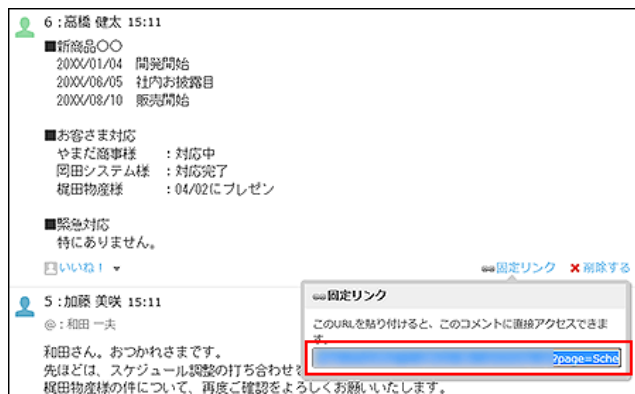 6 : 高橋 健太 15:11
■新商品〇〇
20XX/01/04 開発開始
20XX/06/05 社内お披露目
20XX/08/10 販売開始
■お客さま対応
やまだ商事様 : 対応中
岡田システム様 : 対応完了
梶田物産様 : 04/02にプレゼン
■緊急対応
特にありません。
いいね!
固定リンク ×削除する
5 : 加藤 美咲 15:11
@ : 和田 一夫
和田さん。おつかれさまです。
先ほどは、スケジュール調整の打ち合わせを
梶田物産様の件について、再度ご確認をよろしくお願いいたします。
固定リンク
このURLを貼り付けると、このコメントに直接アクセスできま
す。
?page=Sche